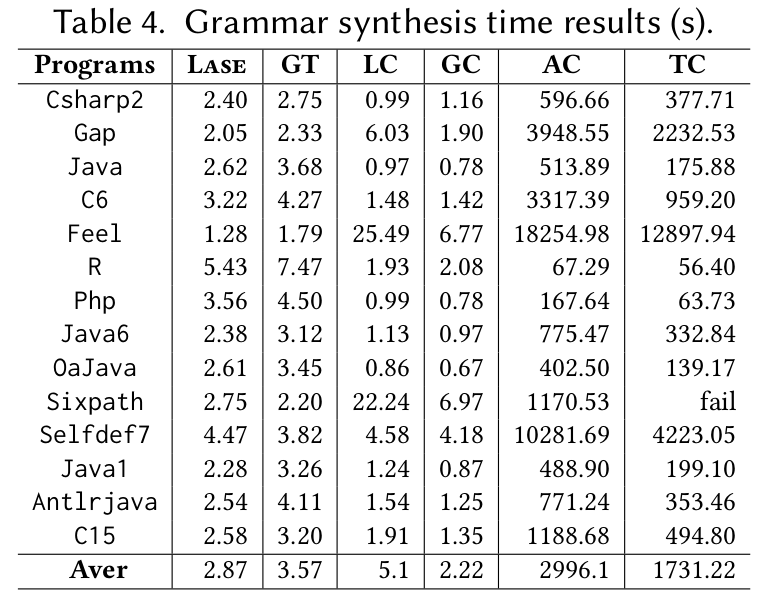 Table 4. Grammar synthesis time results (s).
Programs LASE GT LC GC AC TC
Csharp2 2.40 2.75 0.99 1.16 596.66 377.71
Gap 2.05 2.33 6.03 1.90 3948.55 2232.53
Java 2.62 3.68 0.97 0.78 513.89 175.88
C6 3.22 4.27 1.48 1.42 3317.39 959.20
Feel 1.28 1.79 25.49 6.77 18254.98 12897.94
R 5.43 7.47 1.93 2.08 67.29 56.40
Php 3.56 4.50 0.99 0.78 167.64 63.73
Java6 2.38 3.12 1.13 0.97 775.47 332.84
OaJava 2.61 3.45 0.86 0.67 402.50 139.17
Sixpath 2.75 2.20 22.24 6.97 1170.53 fail
Selfdef7 4.47 3.82 4.58 4.18 10281.69 4223.05
Java1 2.28 3.26 1.24 0.87 488.90 199.10
Antlrjava 2.54 4.11 1.54 1.25 771.24 353.46
C15 2.58 3.20 1.91 1.35 1188.68 494.80
Aver 2.87 3.57 5.1 2.22 2996.1 1731.22